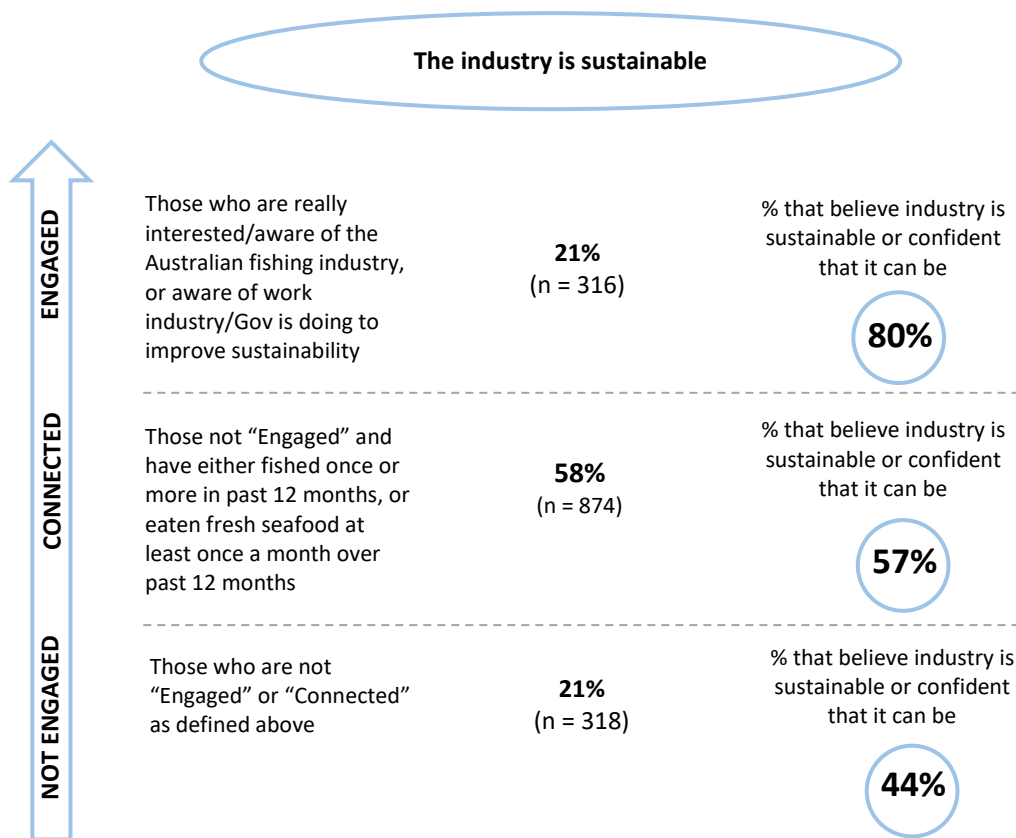 The industry is sustainable
ENGAGED
Those who are really
interested/aware of the
Australian fishing industry,
or aware of work
industry/Gov is doing to
improve sustainability
21%
(n = 316)
% that believe industry is
sustainable or confident
that it can be
80%
CONNECTED
Those not “Engaged” and
have either fished once or
more in past 12 months, or
eaten fresh seafood at
least once a month over
past 12 months
58%
(n = 874)
% that believe industry is
sustainable or confident
that it can be
57%
NOT ENGAGED
Those who are not
“Engaged” or “Connected”
as defined above
21%
(n = 318)
% that believe industry is
sustainable or confident
that it can be
44%